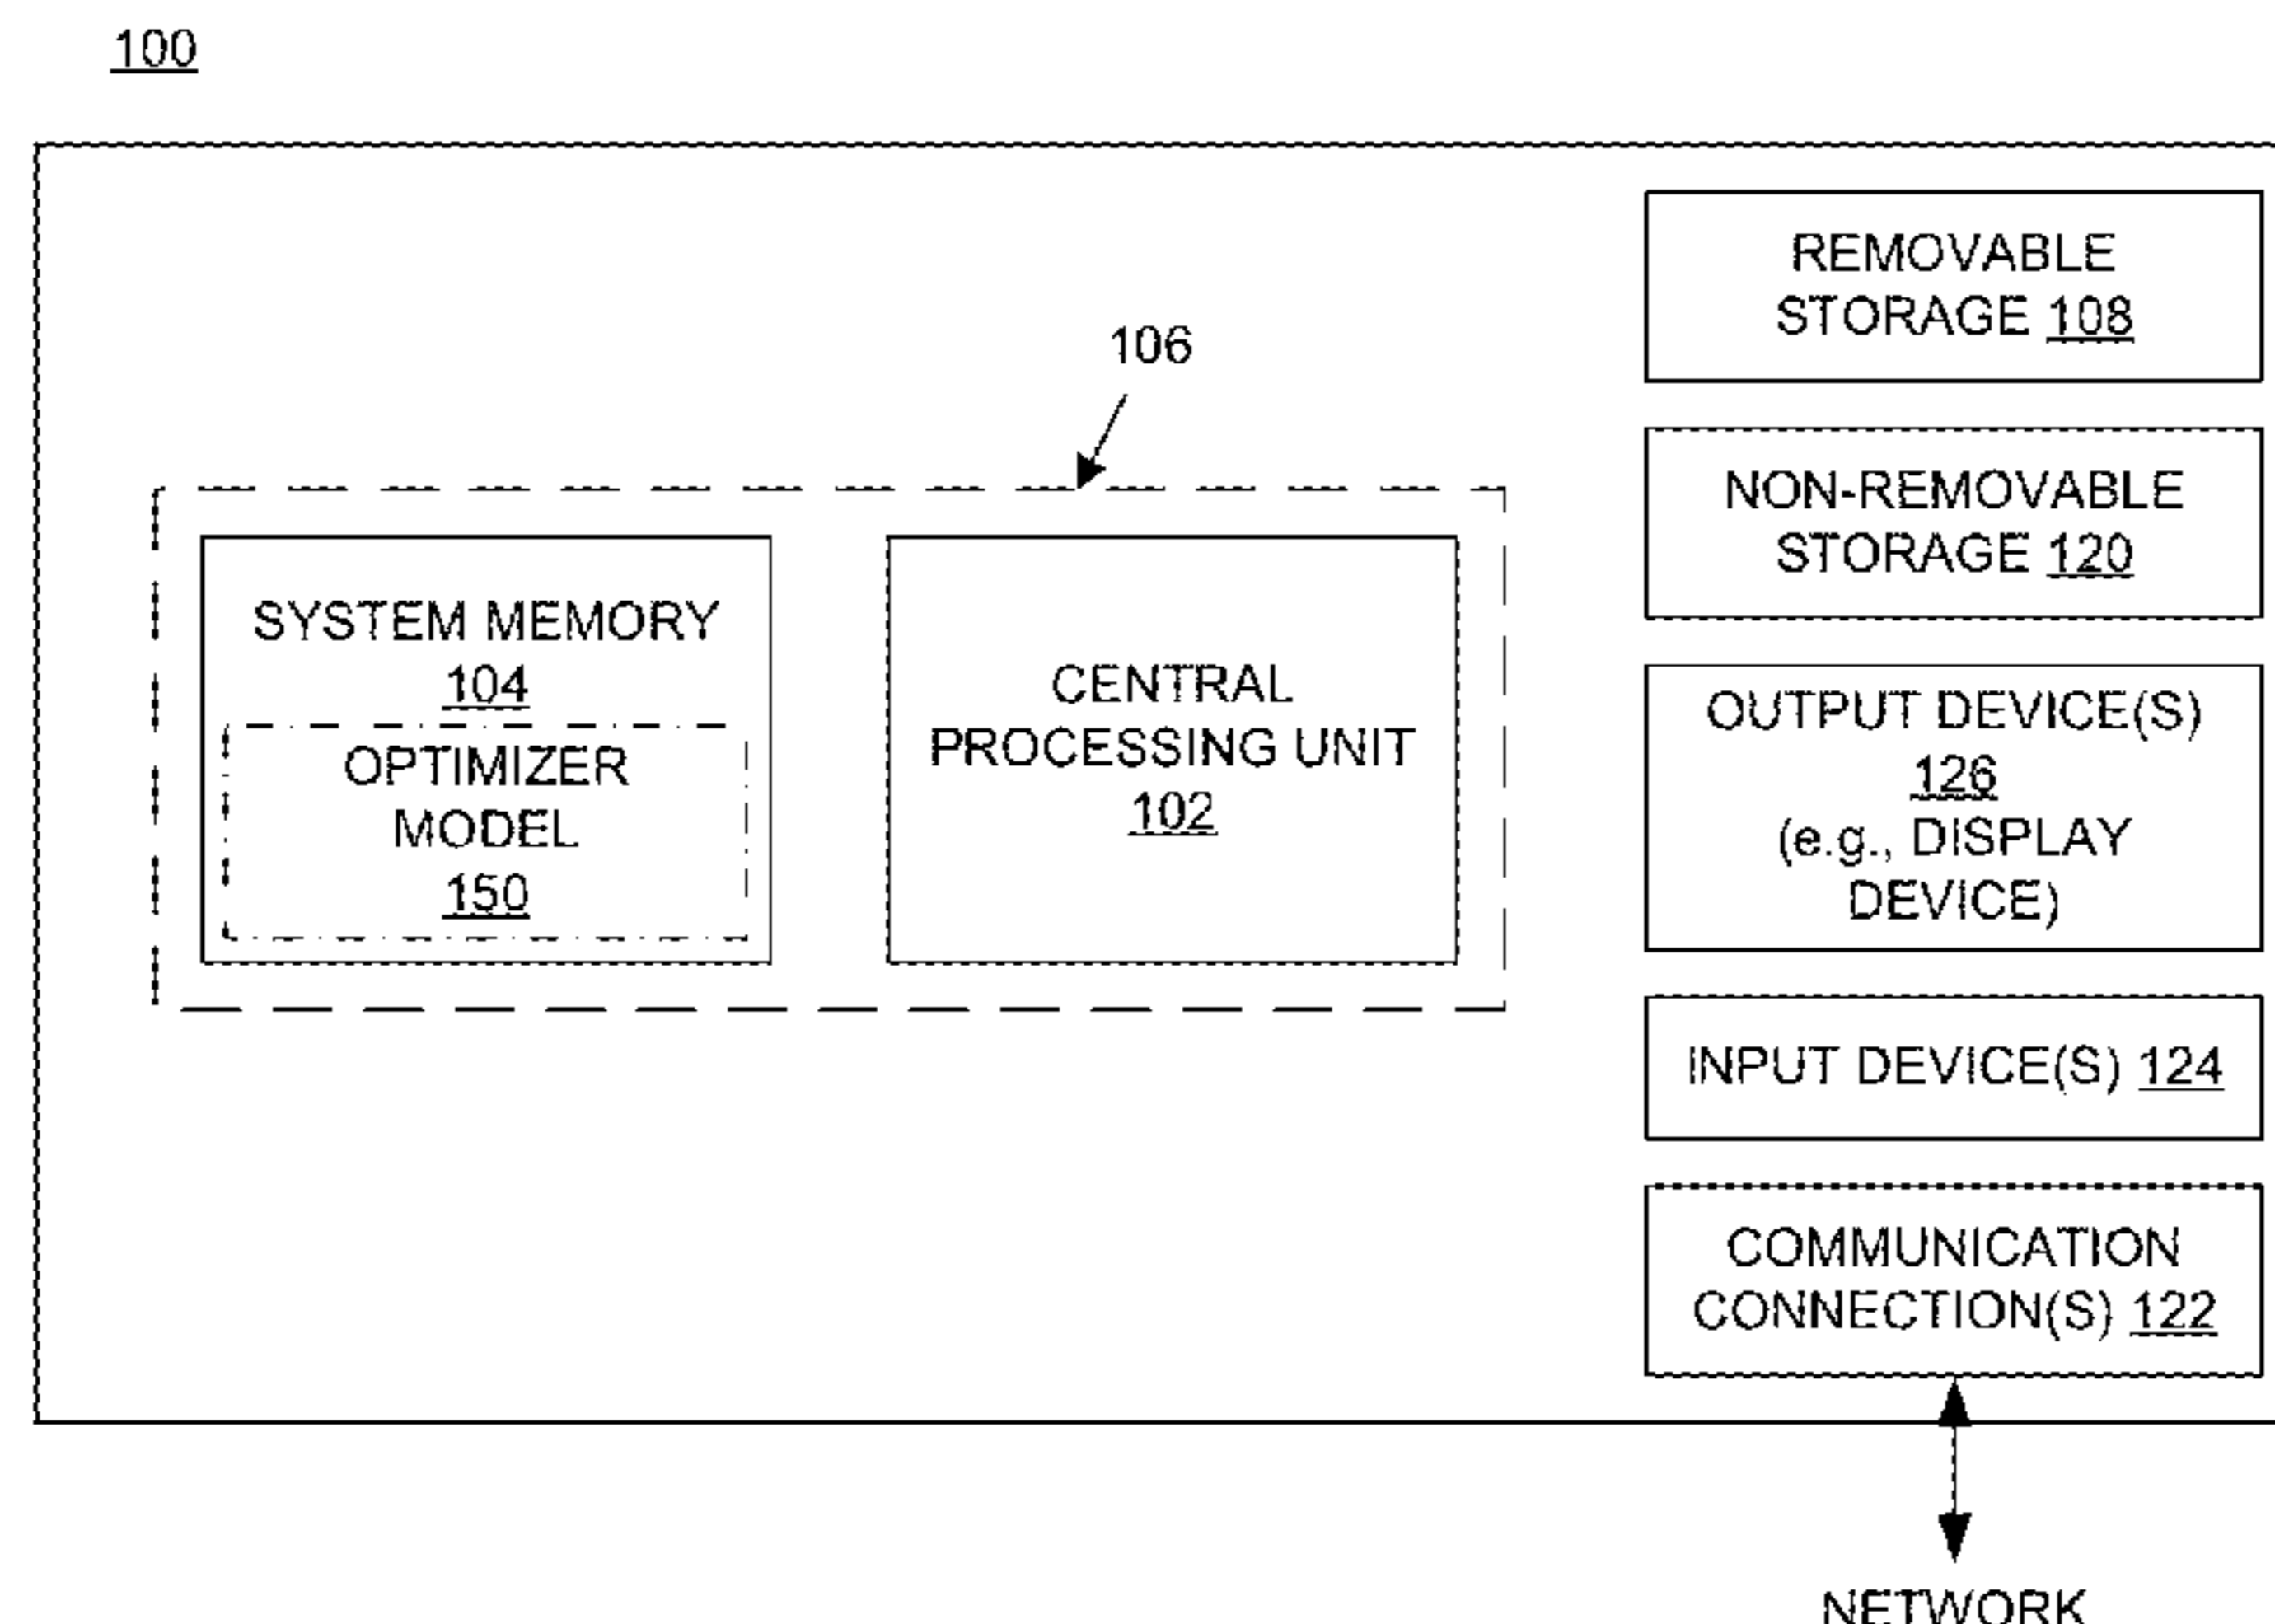 100
106
SYSTEM MEMORY
104
OPTIMIZER
MODEL
150
CENTRAL
PROCESSING UNIT
102
REMOVABLE
STORAGE 108
NON-REMOVABLE
STORAGE 120
OUTPUT DEVICE(S)
126
(e.g., DISPLAY
DEVICE)
INPUT DEVICE(S) 124
COMMUNICATION
CONNECTION(S) 122
NETWORK